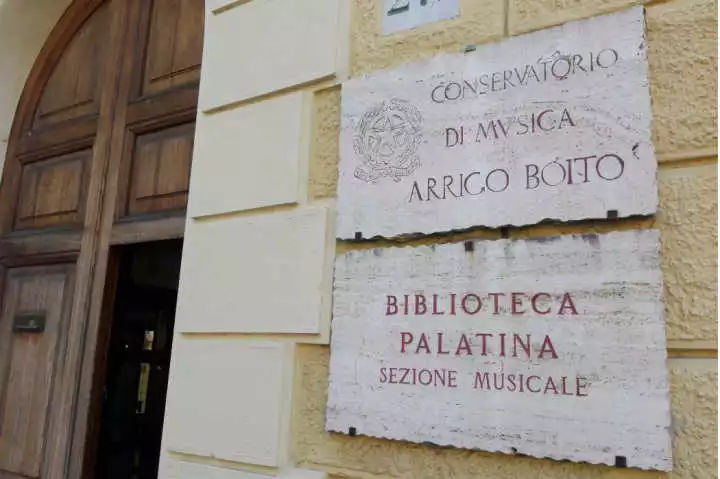 CONSERVATORIO
DI MVSICA
ARRIGO BOITO
BIBLIOTECA
PALATINA
SEZIONE MUSICALE